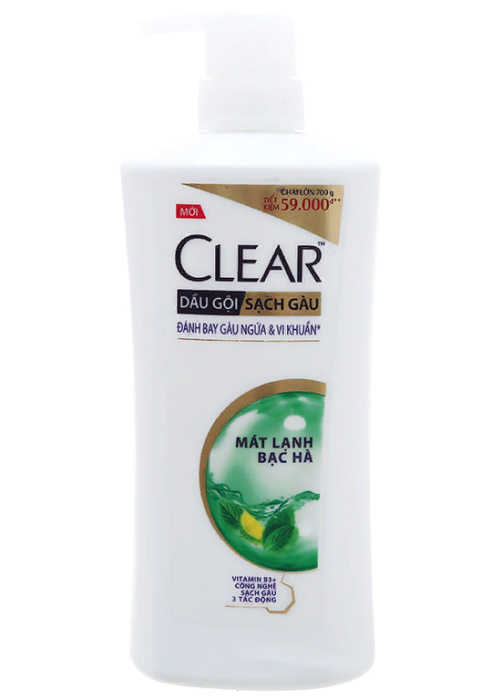 CHAI LỚN 700 g
TIẾT KIỆM 59.000đ**
MỚI
CLEAR™
DẦU GỘI SẠCH GÀU
ĐÁNH BAY GÀU NGỨA & VI KHUẨN*
MÁT LẠNH
BẠC HÀ
VITAMIN B3+
CÔNG NGHỆ
SẠCH GÀU
3 TÁC ĐỘNG